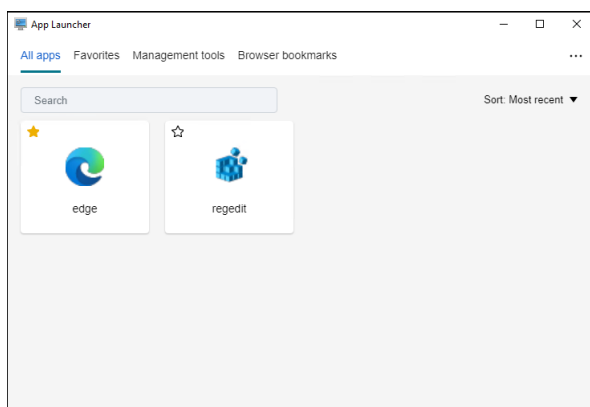 App Launcher
All apps Favorites Management tools Browser bookmarks
Search
Sort: Most recent
edge regedit